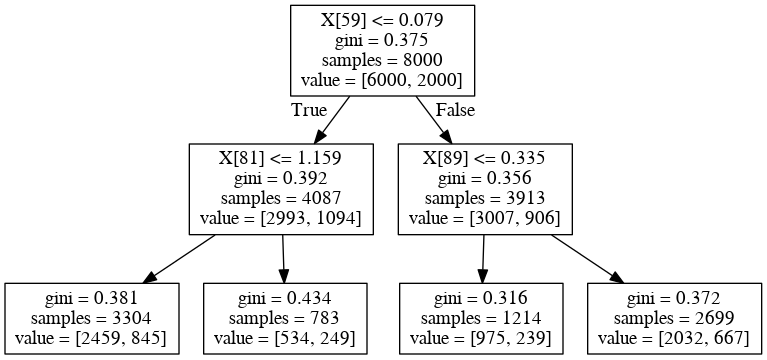 X[59] <= 0.079
gini = 0.375
samples = 8000
value = [6000, 2000]
True
False
X[81] <= 1.159
gini = 0.392
samples = 4087
value = [2993, 1094]
X[89] <= 0.335
gini = 0.356
samples = 3913
value = [3007, 906]
gini = 0.381
samples = 3304
value = [2459, 845]
gini = 0.434
samples = 783
value = [534, 249]
gini = 0.316
samples = 1214
value = [975, 239]
gini = 0.372
samples = 2699
value = [2032, 667]